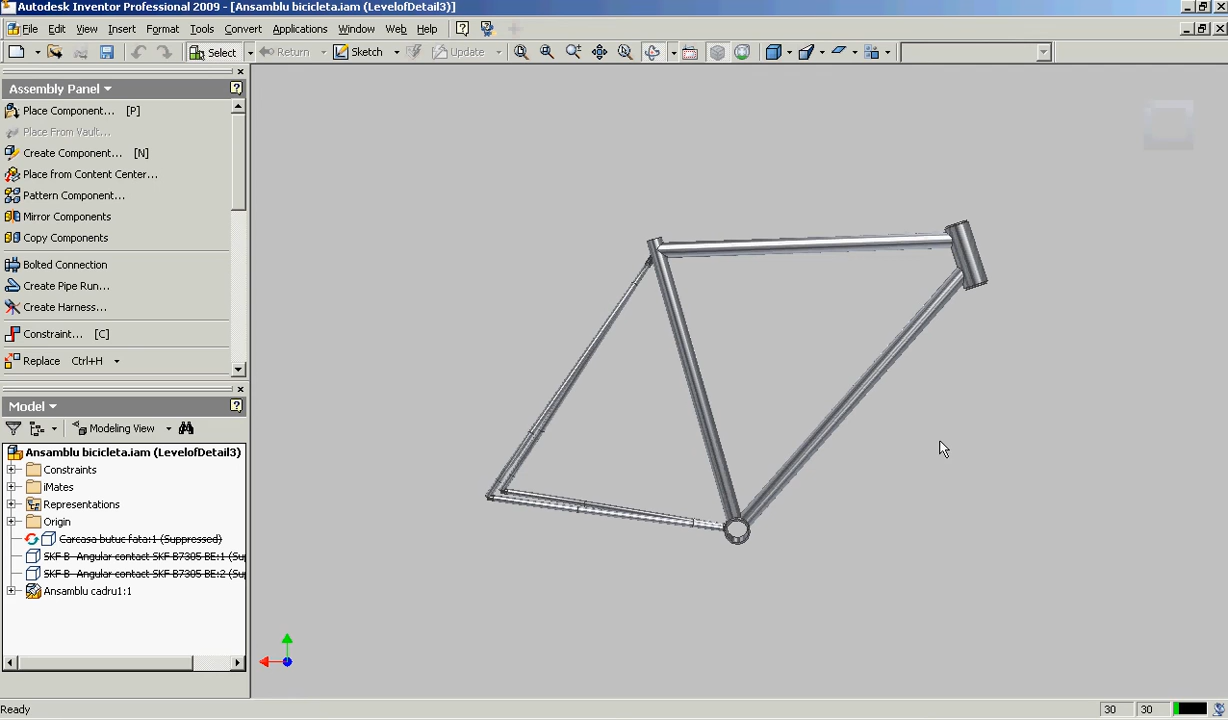 Autodesk Inventor Professional 2009 - [Ansamblu bicicleta.iam (LevelofDetail3)]
File Edit View Insert Format Tools Convert Applications Window Web Help
Select Return Sketch Update
Assembly Panel
Place Component... [P]
Place From Vault...
Create Component... [N]
Place from Content Center...
Pattern Component...
Mirror Components
Copy Components
Bolted Connection
Create Pipe Run...
Create Harness...
Constraint... [C]
Replace Ctrl+H
Model
Modeling View
Ansamblu bicicleta.iam (LevelofDetail3)
Constraints
iMates
Representations
Origin
Carcasa butuc fata:1 (Suppressed)
SKF B- Angular contact SKF B7305 BE:1 (Su
SKF B- Angular contact SKF B7305 BE:2 (Su
Ansamblu cadru1:1
Ready
30 30